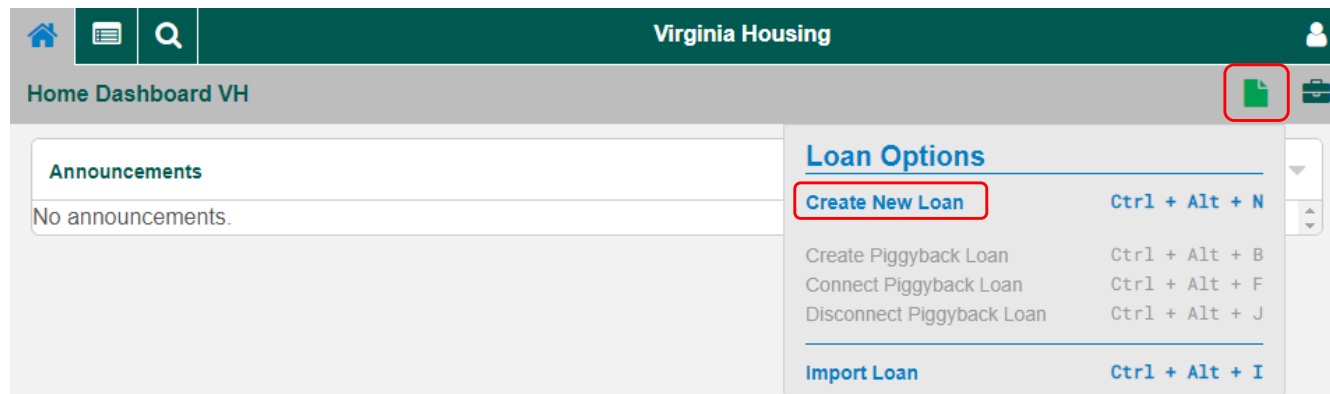 Virginia Housing
Home Dashboard VH
Announcements
No announcements.
Loan Options
Create New Loan Ctrl + Alt + N
Create Piggyback Loan Ctrl + Alt + B
Connect Piggyback Loan Ctrl + Alt + F
Disconnect Piggyback Loan Ctrl + Alt + J
Import Loan Ctrl + Alt + I